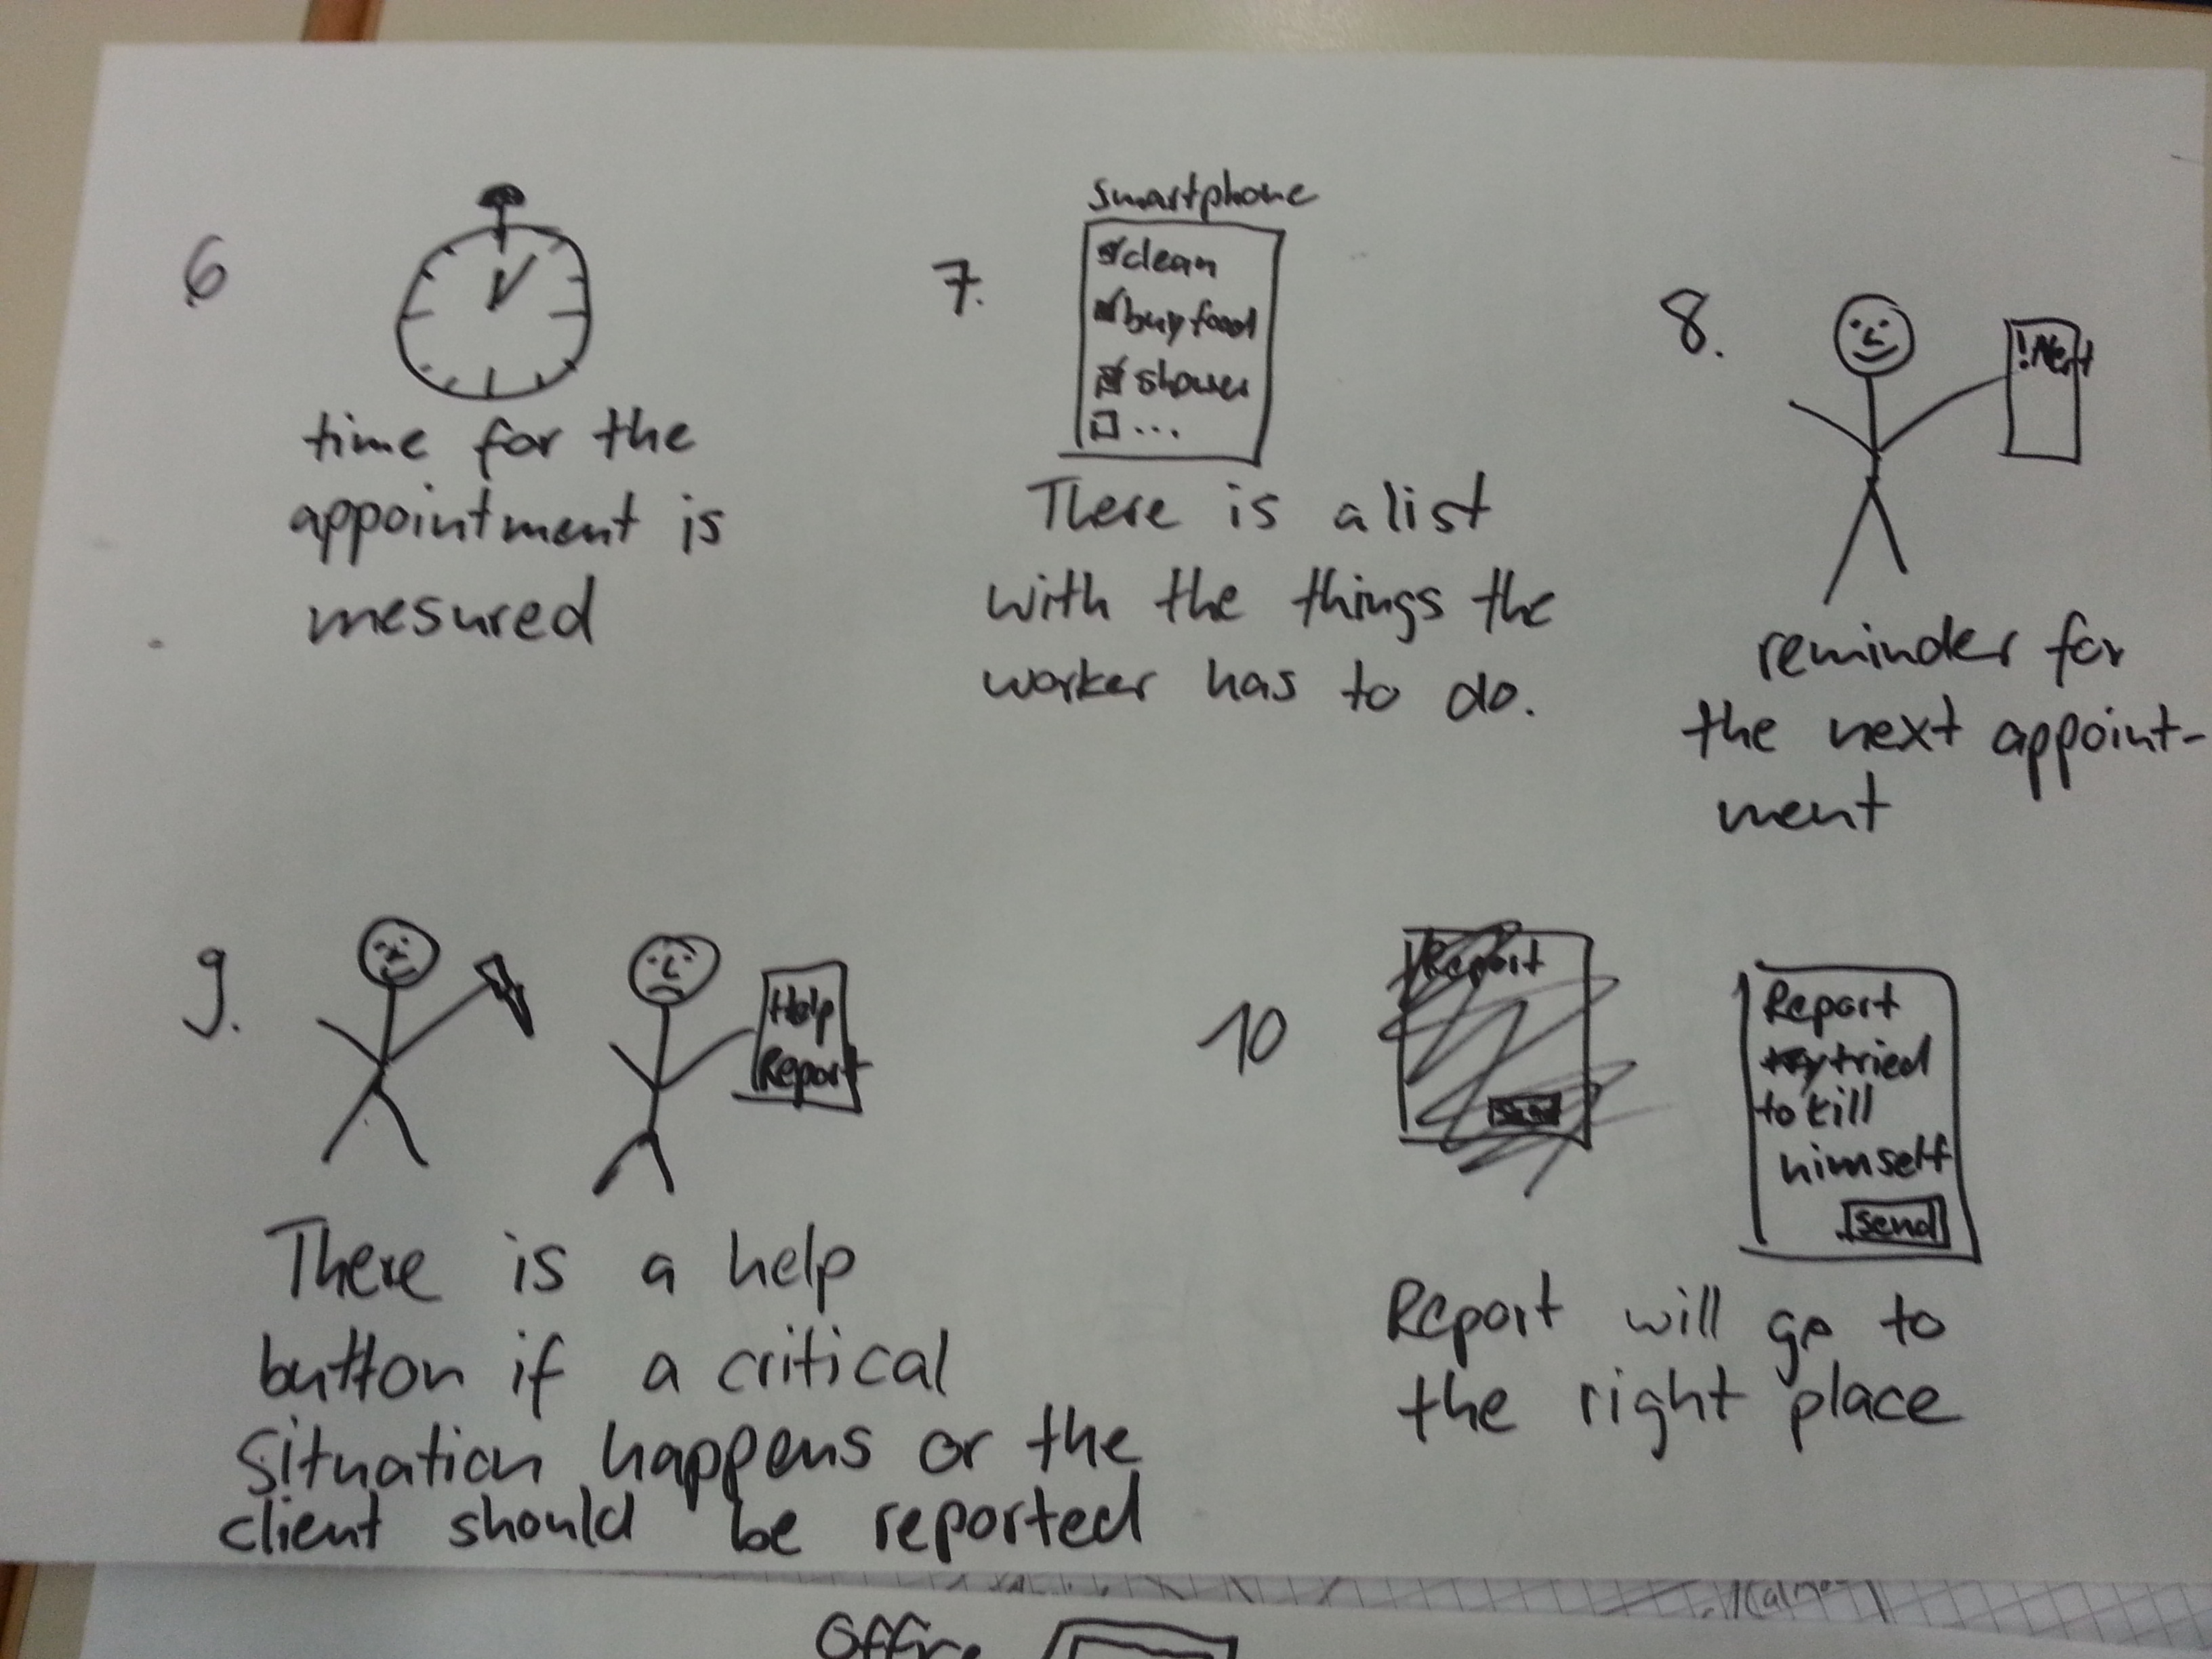 6
time for the
appointment is
mesured
7.
smartphone
clean
buy food
shower
...
There is a list
with the things the
worker has to do.
8.
! Alert
reminder for
the next appoint-
ment
9.
Help
Report
There is a help
button if a critical
Situation happens or the
client should be reported
10
Report
Send
Report
tried
to kill
himself
Send
Report will go to
the right place
Office